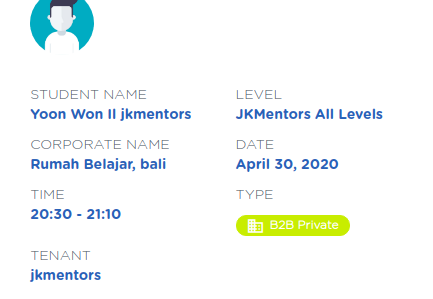 STUDENT NAME
Yoon Won Il jkmentors
LEVEL
JKMentors All Levels
CORPORATE NAME
Rumah Belajar, bali
DATE
April 30, 2020
TIME
20:30 - 21:10
TYPE
B2B Private
TENANT
jkmentors